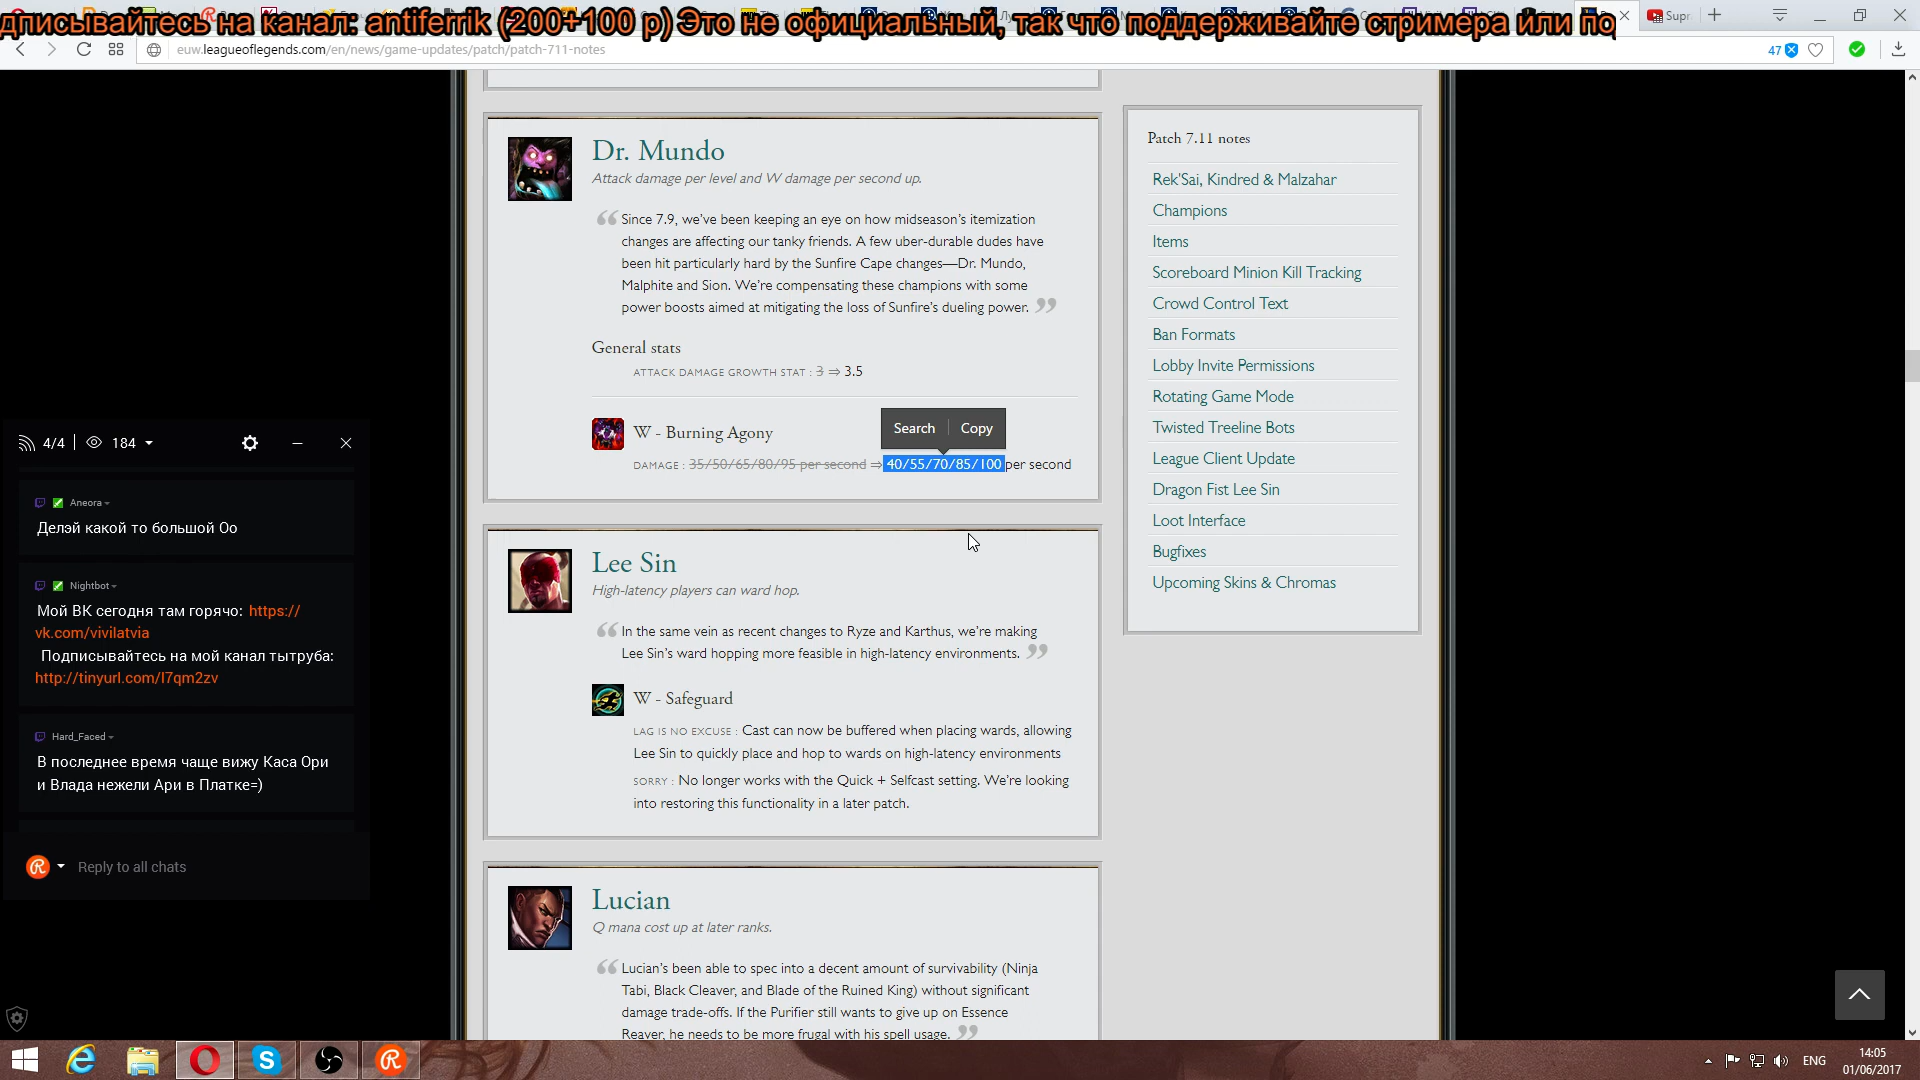 дписывайтесь на канал: antiferrik (200+100 р) Это не официальный, так что поддерживайте стримера или по
Supr
euw.leagueoflegends.com/en/news/game-updates/patch/patch-711-notes
47
Dr. Mundo
Attack damage per level and W damage per second up.
Since 7.9, we've been keeping an eye on how midseason's itemization
changes are affecting our tanky friends. A few uber-durable dudes have
been hit particularly hard by the Sunfire Cape changes—Dr. Mundo,
Malphite and Sion. We're compensating these champions with some
power boosts aimed at mitigating the loss of Sunfire's dueling power.
General stats
ATTACK DAMAGE GROWTH STAT : 3 ⇒ 3.5
Search
Copy
W - Burning Agony
DAMAGE : 35/50/65/80/95 per second ⇒ 40/55/70/85/100 per second
Lee Sin
High-latency players can ward hop.
In the same vein as recent changes to Ryze and Karthus, we're making
Lee Sin's ward hopping more feasible in high-latency environments.
W - Safeguard
LAG IS NO EXCUSE : Cast can now be buffered when placing wards, allowing
Lee Sin to quickly place and hop to wards on high-latency environments
SORRY : No longer works with the Quick + Selfcast setting. We're looking
into restoring this functionality in a later patch.
Lucian
Q mana cost up at later ranks.
Lucian's been able to spec into a decent amount of survivability (Ninja
Tabi, Black Cleaver, and Blade of the Ruined King) without significant
damage trade-offs. If the Purifier still wants to give up on Essence
Reaver, he needs to be more frugal with his spell usage.
Patch 7.11 notes
Rek'Sai, Kindred & Malzahar
Champions
Items
Scoreboard Minion Kill Tracking
Crowd Control Text
Ban Formats
Lobby Invite Permissions
Rotating Game Mode
Twisted Treeline Bots
League Client Update
Dragon Fist Lee Sin
Loot Interface
Bugfixes
Upcoming Skins & Chromas
4/4
184
Aneora
Делэй какой то большой Оо
Nightbot
Мой ВК сегодня там горячо: https://
vk.com/vivilatvia
Подписывайтесь на мой канал тытруба:
http://tinyurl.com/l7qm2zv
Hard_Faced
В последнее время чаще вижу Каса Ори
и Влада нежели Ари в Платке=)
Reply to all chats
ENG
14:05
01/06/2017